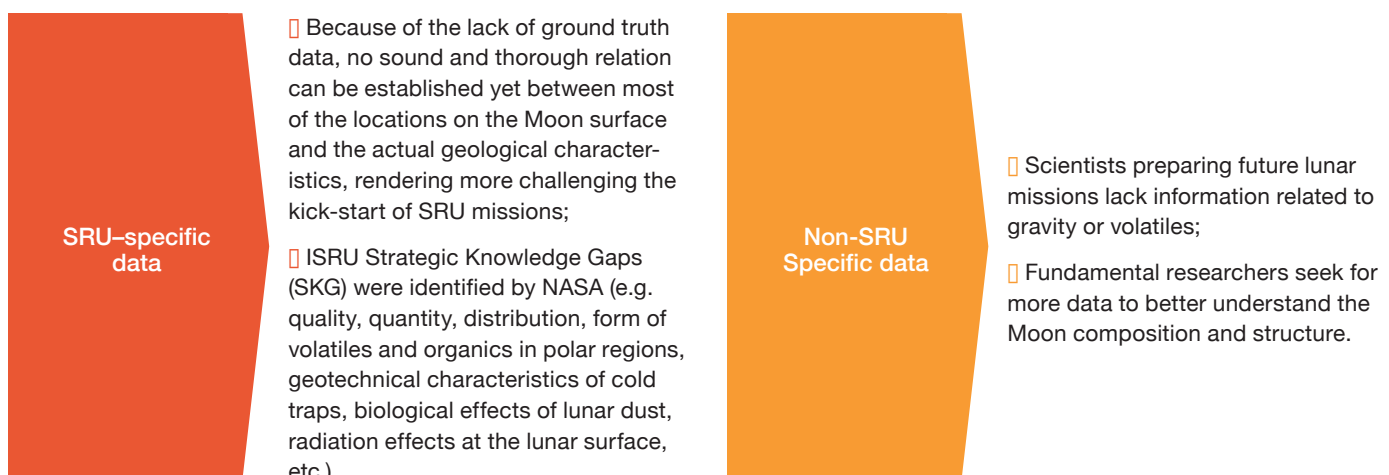 SRU–specific
data
▯ Because of the lack of ground truth
data, no sound and thorough relation
can be established yet between most
of the locations on the Moon surface
and the actual geological character-
istics, rendering more challenging the
kick-start of SRU missions;
▯ ISRU Strategic Knowledge Gaps
(SKG) were identified by NASA (e.g.
quality, quantity, distribution, form of
volatiles and organics in polar regions,
geotechnical characteristics of cold
traps, biological effects of lunar dust,
radiation effects at the lunar surface,
etc.)
Non-SRU
Specific data
▯ Scientists preparing future lunar
missions lack information related to
gravity or volatiles;
▯ Fundamental researchers seek for
more data to better understand the
Moon composition and structure.